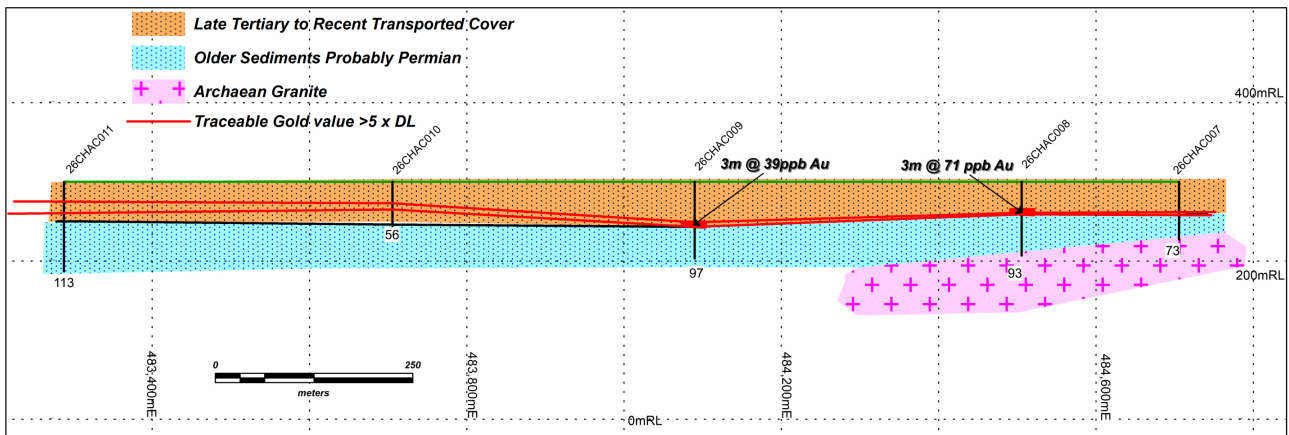 Late Tertiary to Recent Transported Cover
Older Sediments Probably Permian
Archaean Granite
Traceable Gold value >5 x DL
400mRL
26CHAC011
26CHAC010
26CHAC009
26CHAC008
26CHAC007
3m @ 39ppb Au
3m @ 71 ppb Au
56
73
113
97
93
200mRL
0
250
meters
483,400mE
483,800mE
484,200mE
484,600mE
0mRL